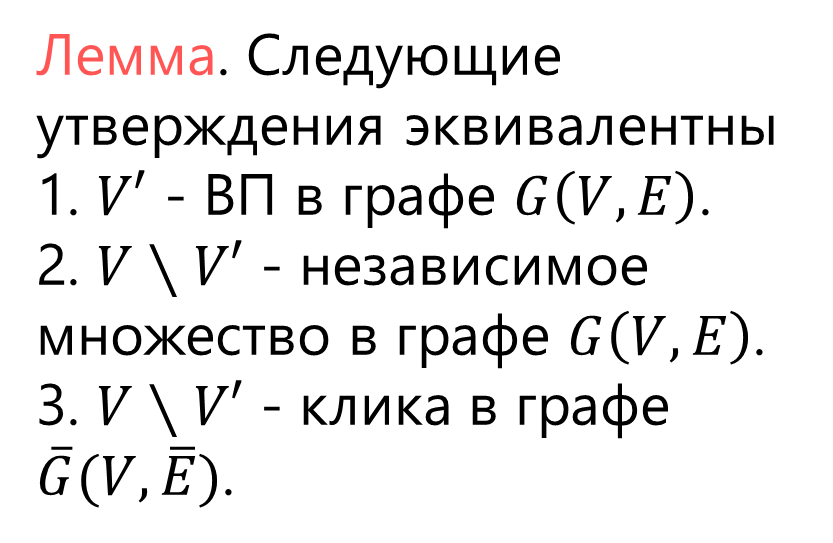 Лемма. Следующие
утверждения эквивалентны
1. V′ - ВП в графе G(V, E).
2. V \ V′ - независимое
множество в графе G(V, E).
3. V \ V′ - клика в графе
G̅(V, E̅).